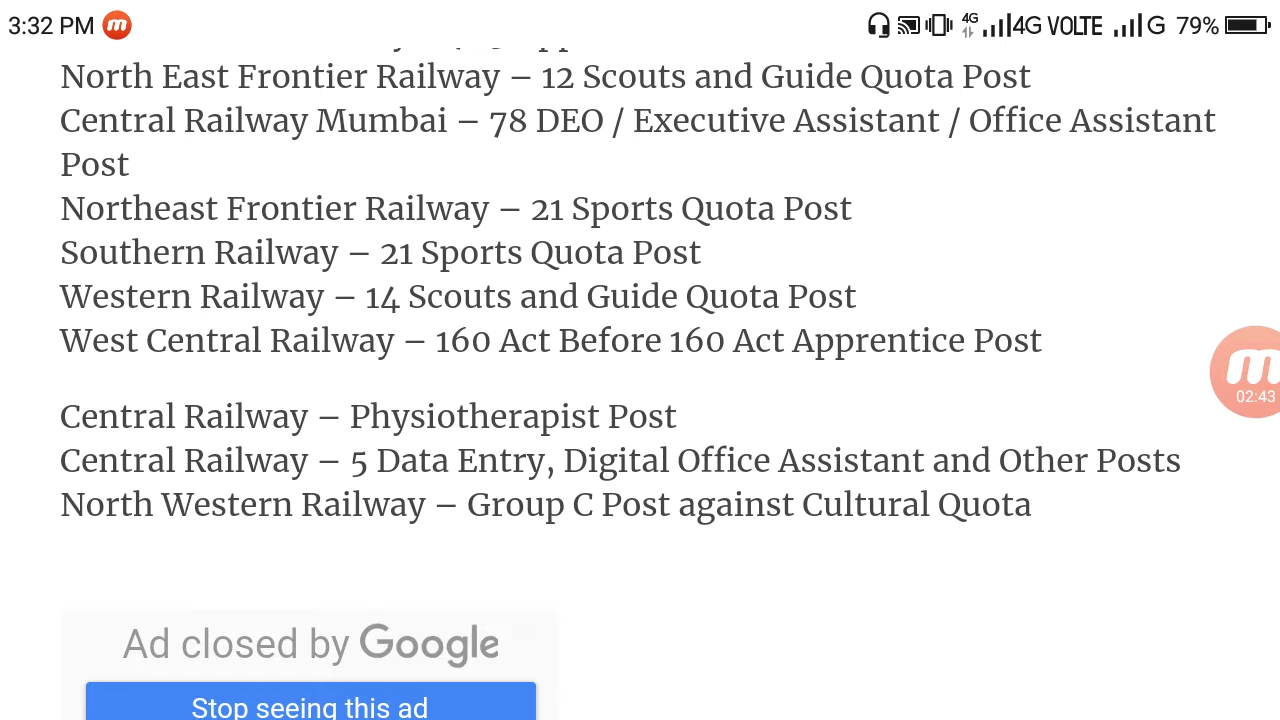 3:32 PM
4G 4G VOLTE G 79%
North East Frontier Railway – 12 Scouts and Guide Quota Post
Central Railway Mumbai – 78 DEO / Executive Assistant / Office Assistant
Post
Northeast Frontier Railway – 21 Sports Quota Post
Southern Railway – 21 Sports Quota Post
Western Railway – 14 Scouts and Guide Quota Post
West Central Railway – 160 Act Before 160 Act Apprentice Post
02:43
Central Railway – Physiotherapist Post
Central Railway – 5 Data Entry, Digital Office Assistant and Other Posts
North Western Railway – Group C Post against Cultural Quota
Ad closed by Google
Stop seeing this ad